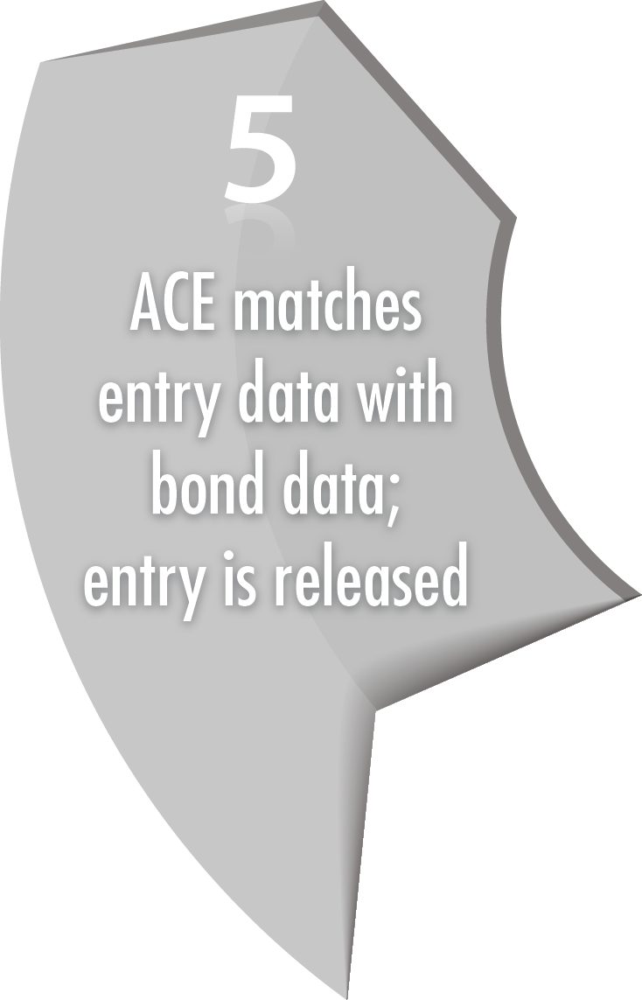 5
ACE matches
entry data with
bond data;
entry is released